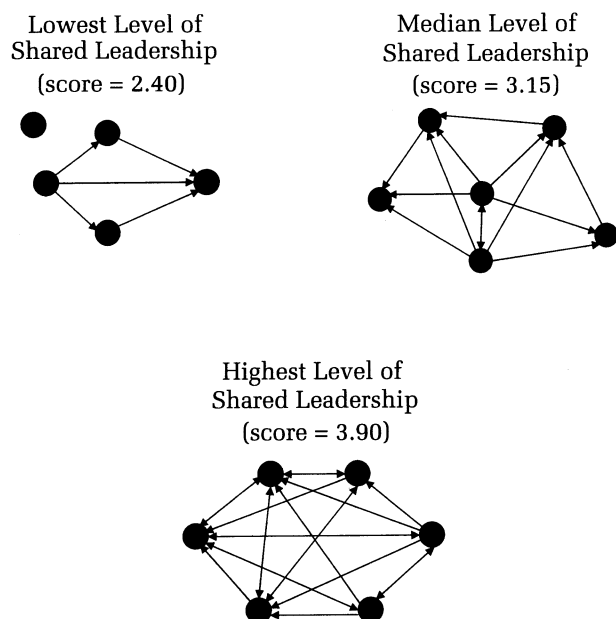 Lowest Level of
Shared Leadership
(score = 2.40)
Median Level of
Shared Leadership
(score = 3.15)
Highest Level of
Shared Leadership
(score = 3.90)